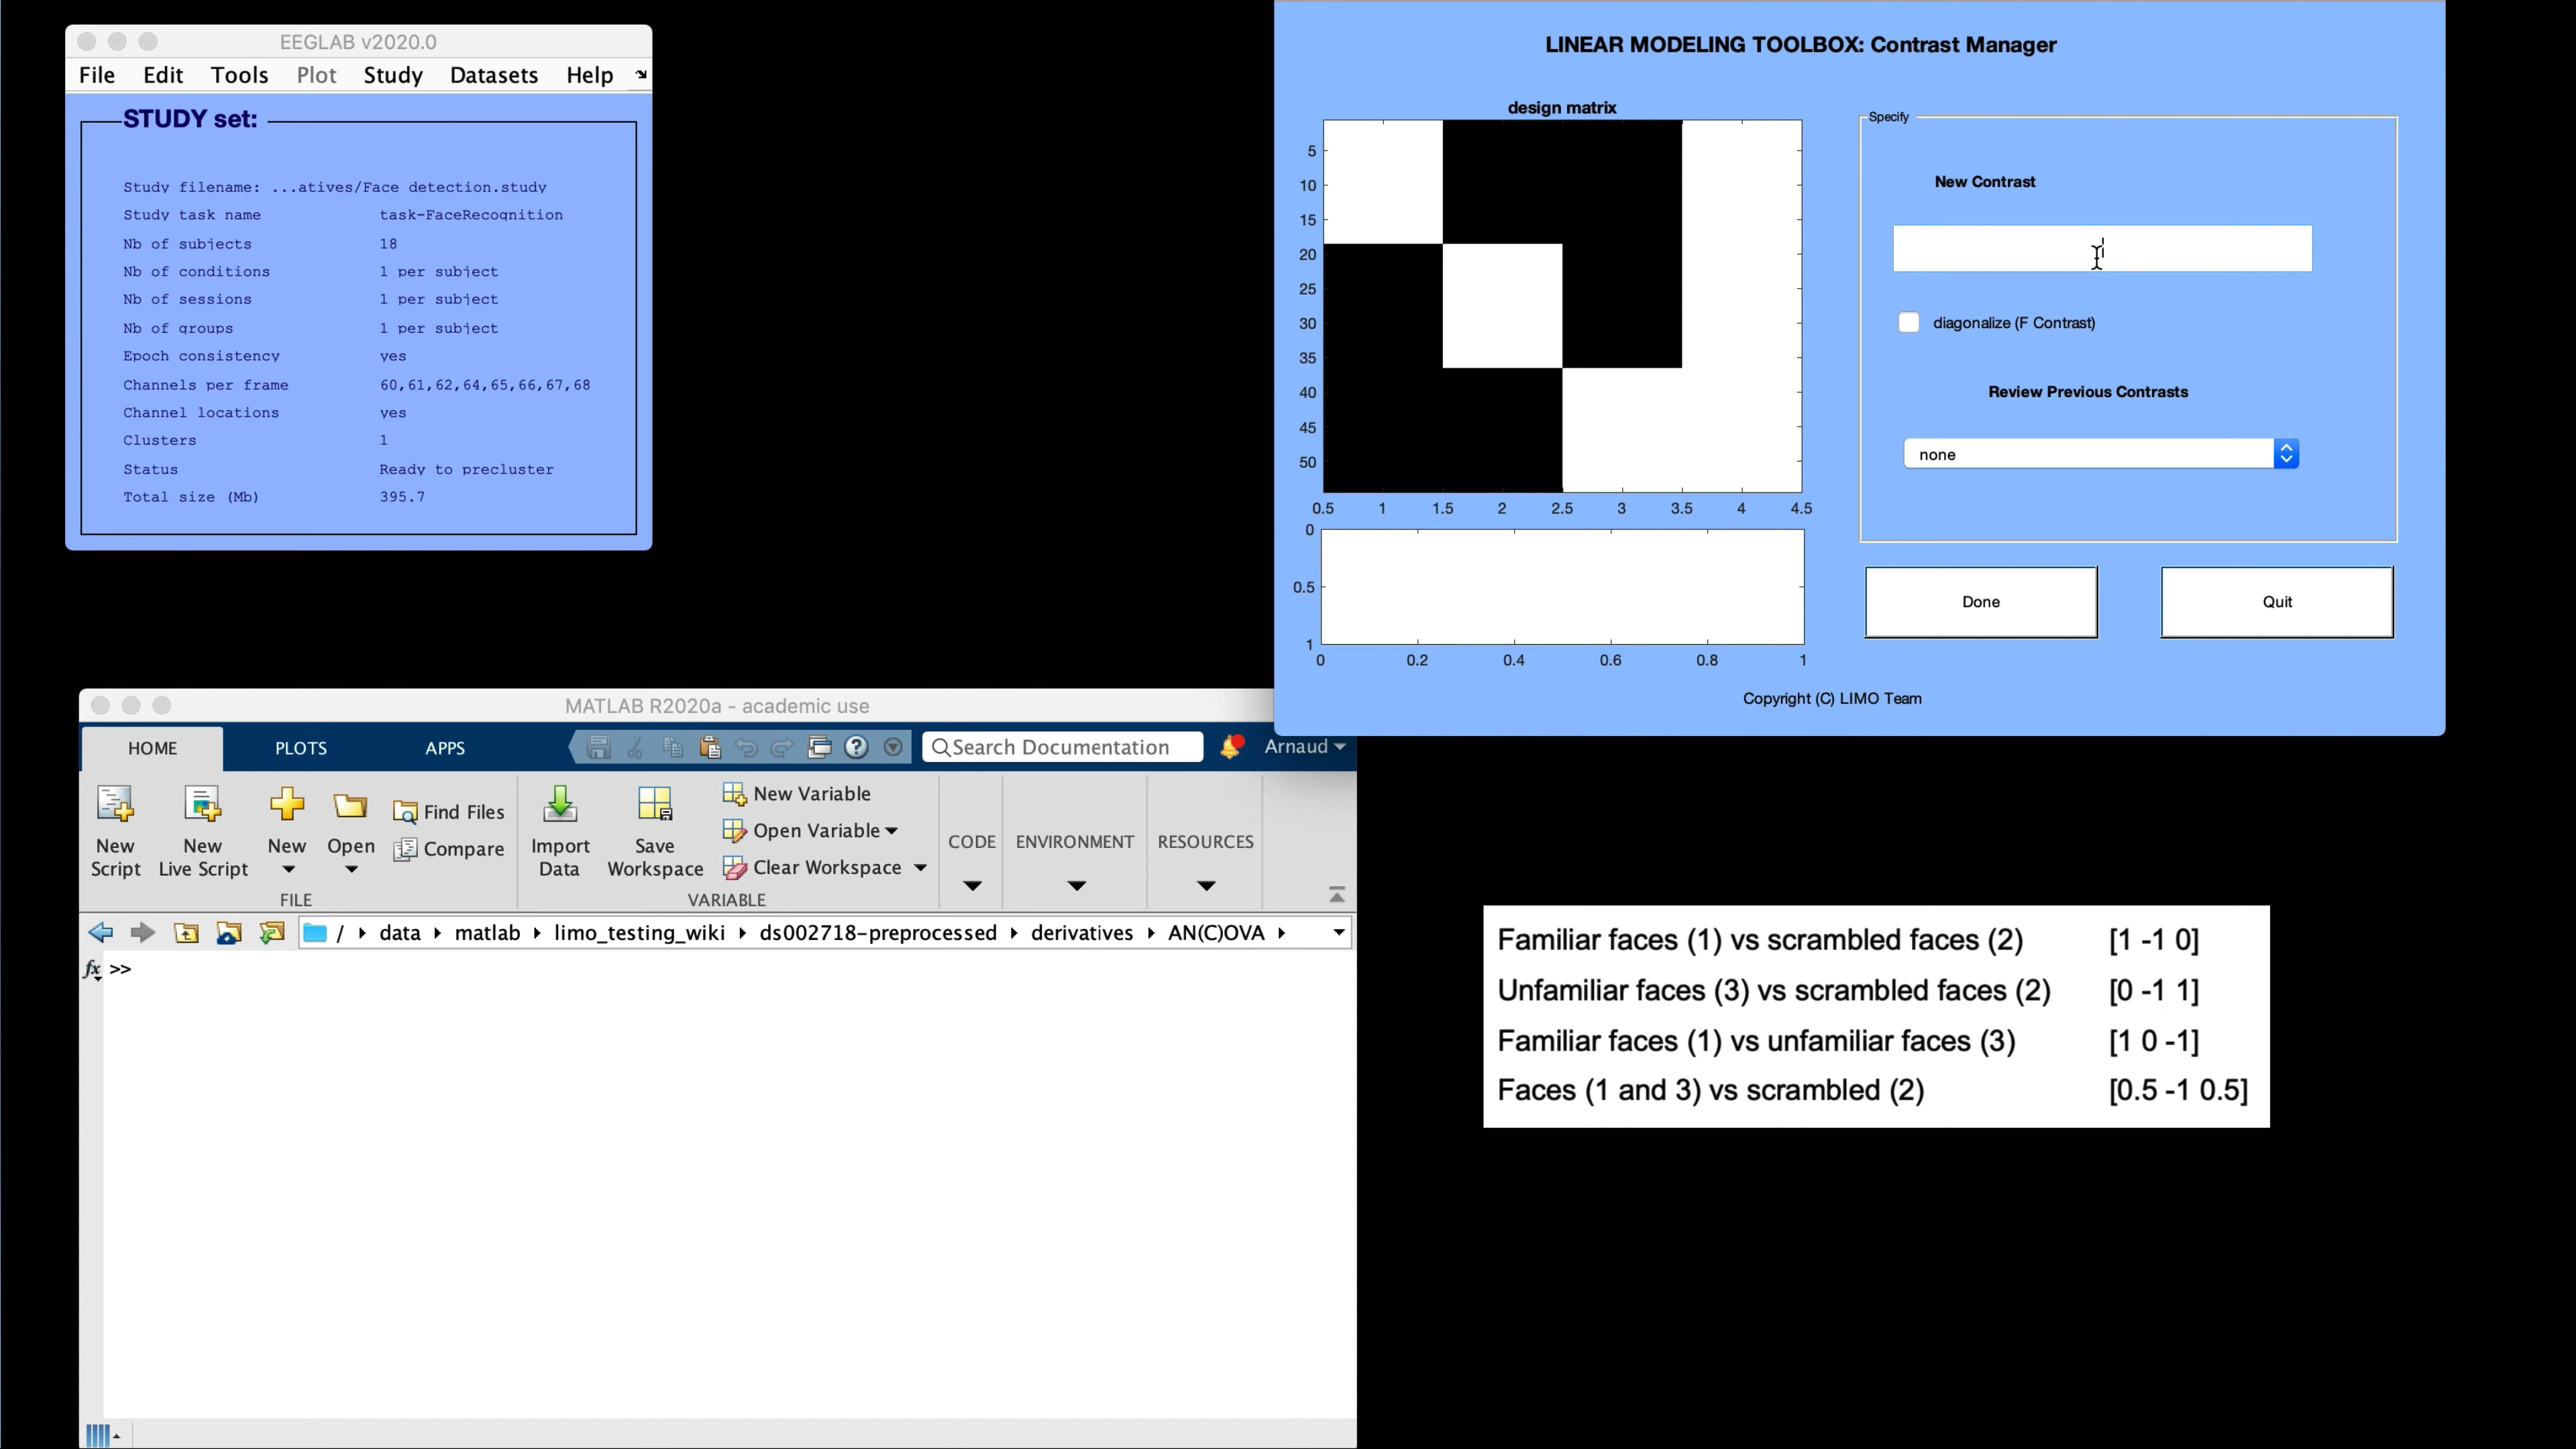 EEGLAB v2020.0
File Edit Tools Plot Study Datasets Help
STUDY set:
Study filename: ...atives/Face detection.study
Study task name task-FaceRecognition
Nb of subjects 18
Nb of conditions 1 per subject
Nb of sessions 1 per subject
Nb of groups 1 per subject
Epoch consistency yes
Channels per frame 60,61,62,64,65,66,67,68
Channel locations yes
Clusters 1
Status Ready to precluster
Total size (Mb) 395.7
LINEAR MODELING TOOLBOX: Contrast Manager
design matrix
5
10
15
20
25
30
35
40
45
50
0.5 1 1.5 2 2.5 3 3.5 4 4.5
0
0.5
1
0 0.2 0.4 0.6 0.8 1
Specify
New Contrast
diagonalize (F Contrast)
Review Previous Contrasts
none
Done Quit
Copyright (C) LIMO Team
MATLAB R2020a - academic use
HOME PLOTS APPS
Search Documentation
Arnaud
New Script
New Live Script
New
Open
Find Files
Compare
FILE
Import Data
Save Workspace
New Variable
Open Variable
Clear Workspace
VARIABLE
CODE
ENVIRONMENT
RESOURCES
/ data matlab limo_testing_wiki ds002718-preprocessed derivatives AN(C)OVA
fx >>
Familiar faces (1) vs scrambled faces (2) [1 -1 0]
Unfamiliar faces (3) vs scrambled faces (2) [0 -1 1]
Familiar faces (1) vs unfamiliar faces (3) [1 0 -1]
Faces (1 and 3) vs scrambled (2) [0.5 -1 0.5]